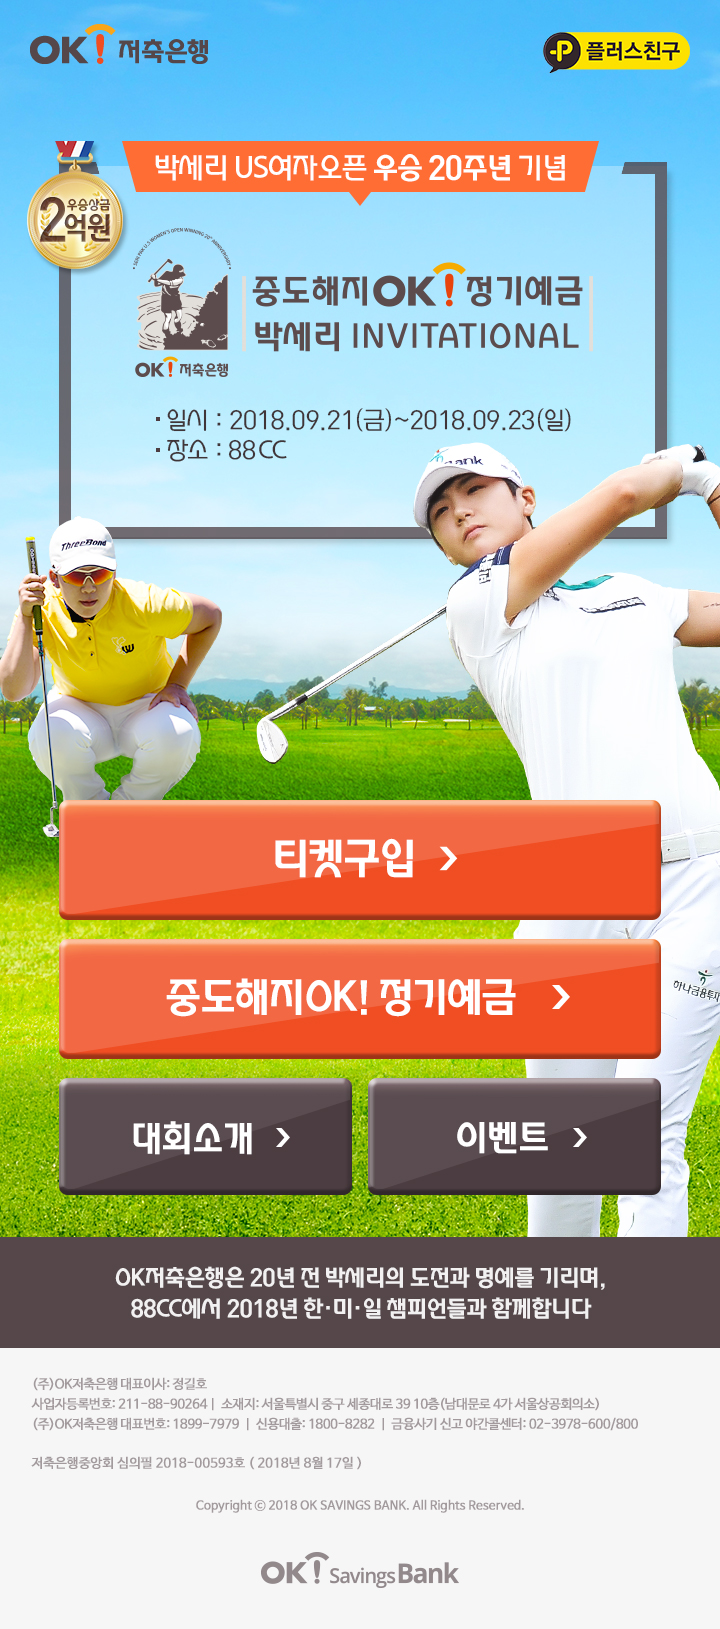 OK! 저축은행
플러스친구
박세리 US여자오픈 우승 20주년 기념
우승상금
2억원
SERI PAK U.S WOMEN'S OPEN WINNING 20th ANNIVERSARY
중도해지OK! 정기예금
박세리 INVITATIONAL
OK! 저축은행
· 일시 : 2018.09.21(금)~2018.09.23(일)
· 장소 : 88CC
ThreeBond
티켓구입 >
중도해지OK! 정기예금 >
하나금융투자
대회소개 >
이벤트 >
OK저축은행은 20년 전 박세리의 도전과 명예를 기리며,
88CC에서 2018년 한·미·일 챔피언들과 함께합니다
(주)OK저축은행 대표이사: 정길호
사업자등록번호: 211-88-90264 | 소재지: 서울특별시 중구 세종대로 39 10층(남대문로 4가 서울상공회의소)
(주)OK저축은행 대표번호: 1899-7979 | 신용대출: 1800-8282 | 금융사기 신고 야간콜센터: 02-3978-600/800
저축은행중앙회 심의필 2018-00593호 ( 2018년 8월 17일 )
Copyright © 2018 OK SAVINGS BANK. All Rights Reserved.
OK! Savings Bank